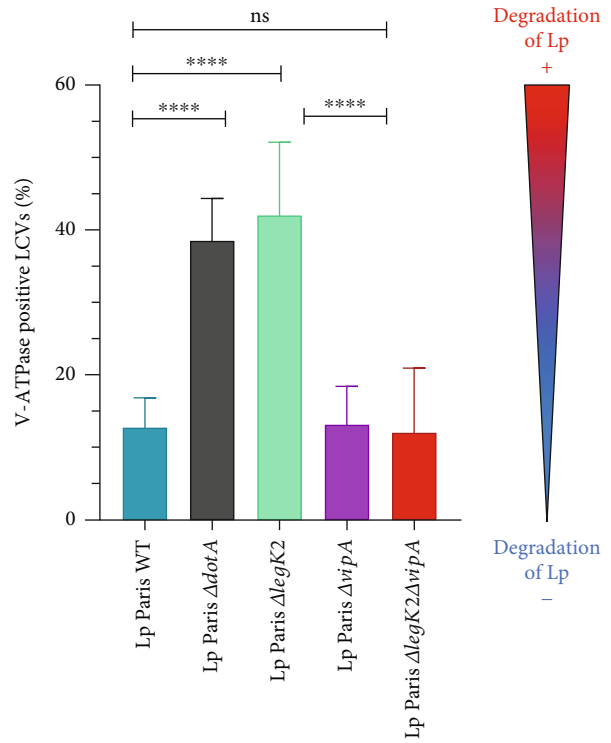 ns
****
****
****
Degradation
of Lp
+
V-ATPase positive LCVs (%)
60
40
20
0
Lp Paris WT
Lp Paris ΔdotA
Lp Paris ΔlegK2
Lp Paris ΔvipA
Lp Paris ΔlegK2ΔvipA
Degradation
of Lp
–